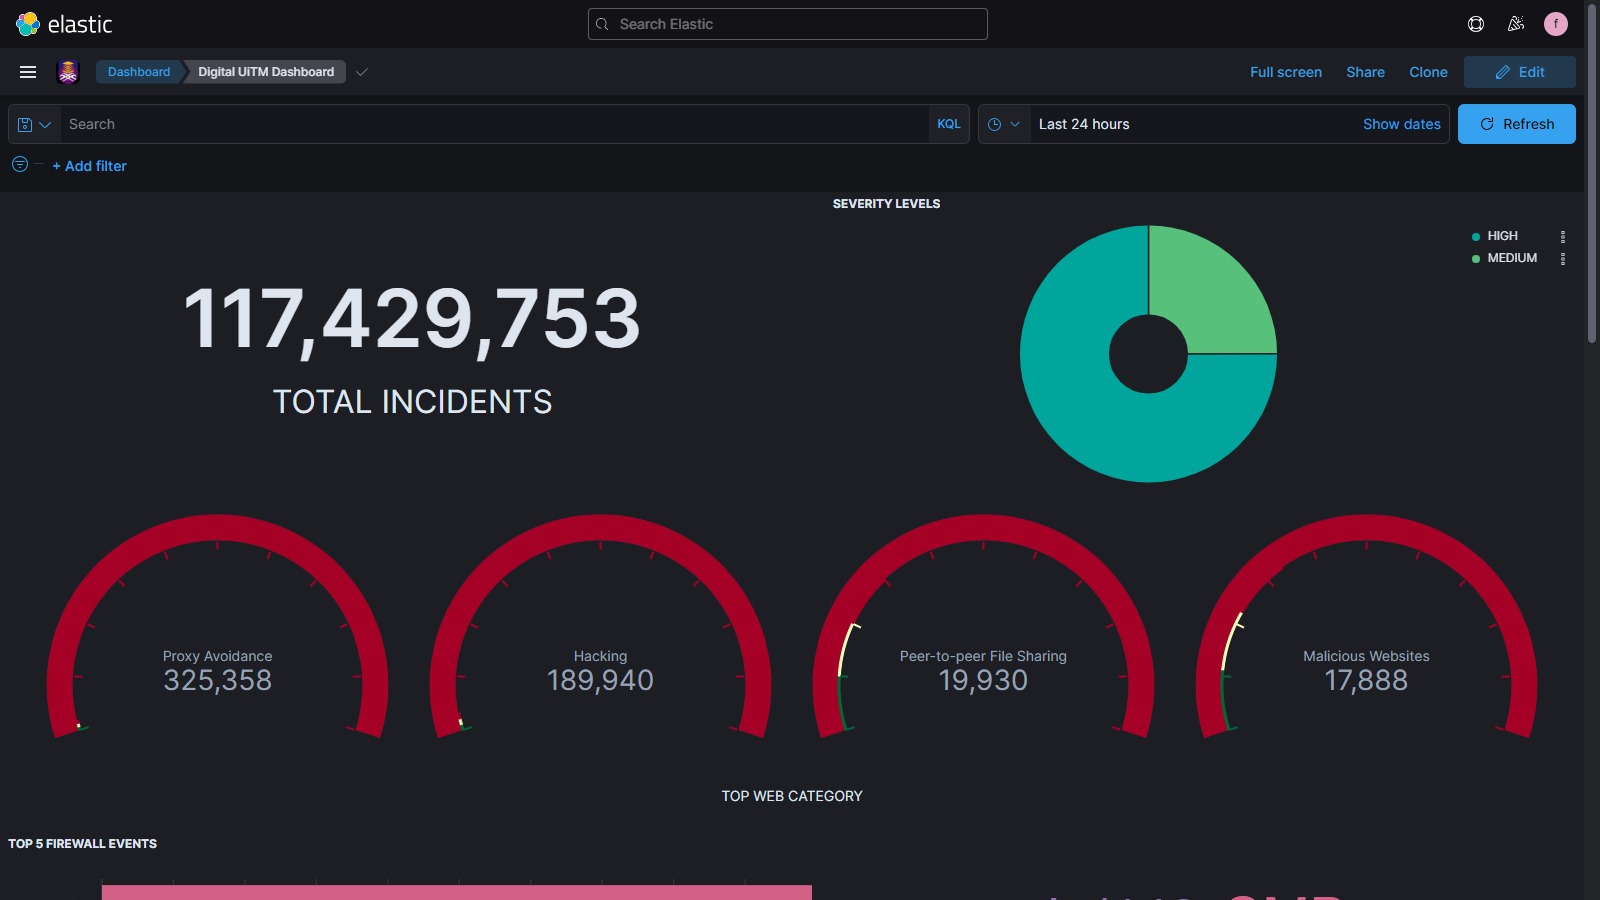 elastic
Search Elastic
f
Dashboard
Digital UiTM Dashboard
Full screen
Share
Clone
Edit
Search
KQL
Last 24 hours
Show dates
Refresh
+ Add filter
SEVERITY LEVELS
HIGH
MEDIUM
117,429,753
TOTAL INCIDENTS
Proxy Avoidance
325,358
Hacking
189,940
Peer-to-peer File Sharing
19,930
Malicious Websites
17,888
TOP WEB CATEGORY
TOP 5 FIREWALL EVENTS